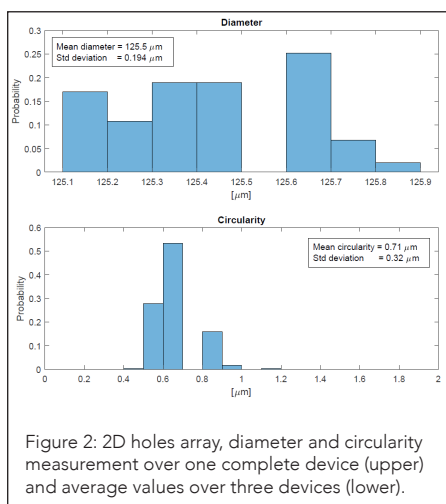 Diameter
Mean diameter = 125.5 μm
Std deviation = 0.194 μm
Probability
0.3
0.25
0.2
0.15
0.1
0.05
0
125.1 125.2 125.3 125.4 125.5 125.6 125.7 125.8 125.9
[μm]
Circularity
Mean circularity = 0.71 μm
Std deviation = 0.32 μm
Probability
0.6
0.5
0.4
0.3
0.2
0.1
0
0 0.2 0.4 0.6 0.8 1 1.2 1.4 1.6 1.8 2
[μm]
Figure 2: 2D holes array, diameter and circularity
measurement over one complete device (upper)
and average values over three devices (lower).